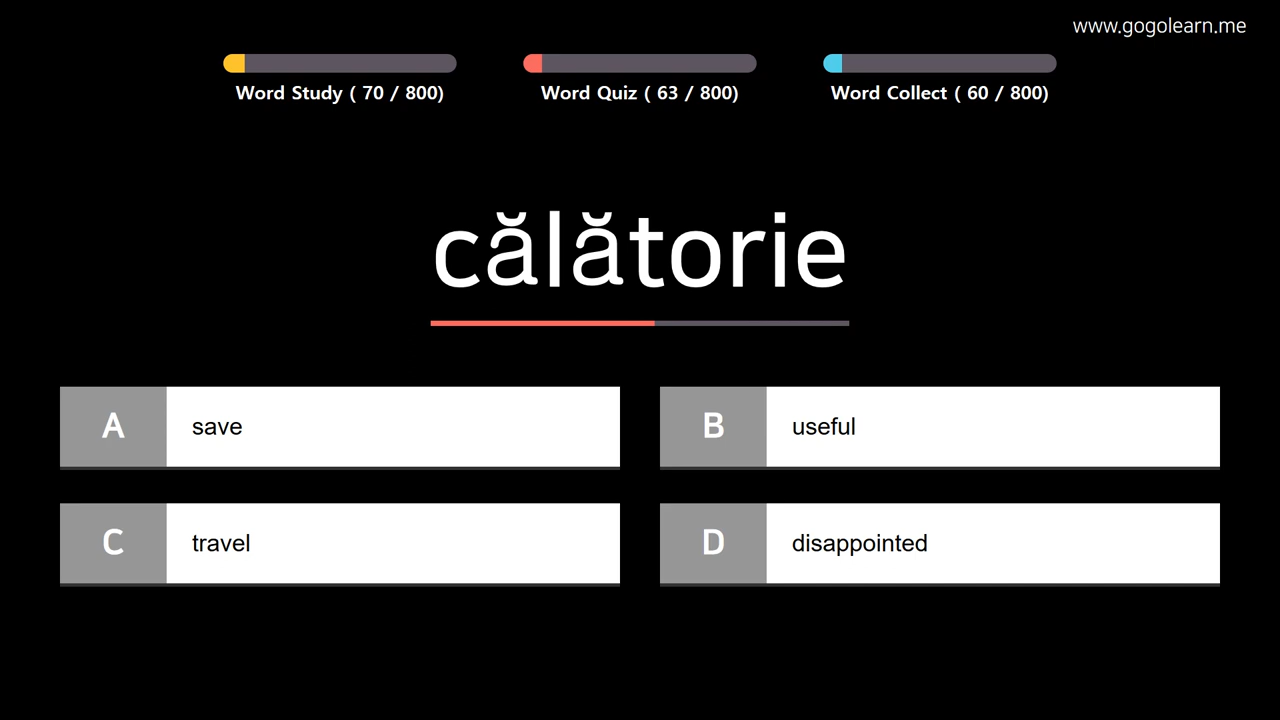 www.gogolearn.me
Word Study ( 70 / 800)
Word Quiz ( 63 / 800)
Word Collect ( 60 / 800)
călătorie
A save
B useful
C travel
D disappointed